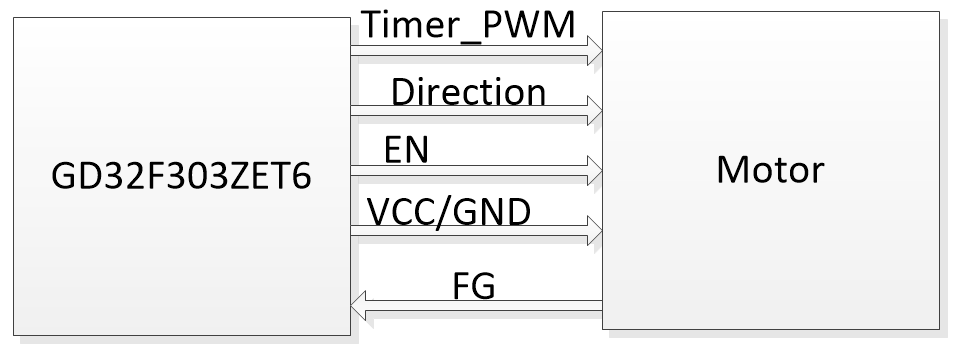 Timer_PWM
Direction
EN
GD32F303ZET6
Motor
VCC/GND
FG